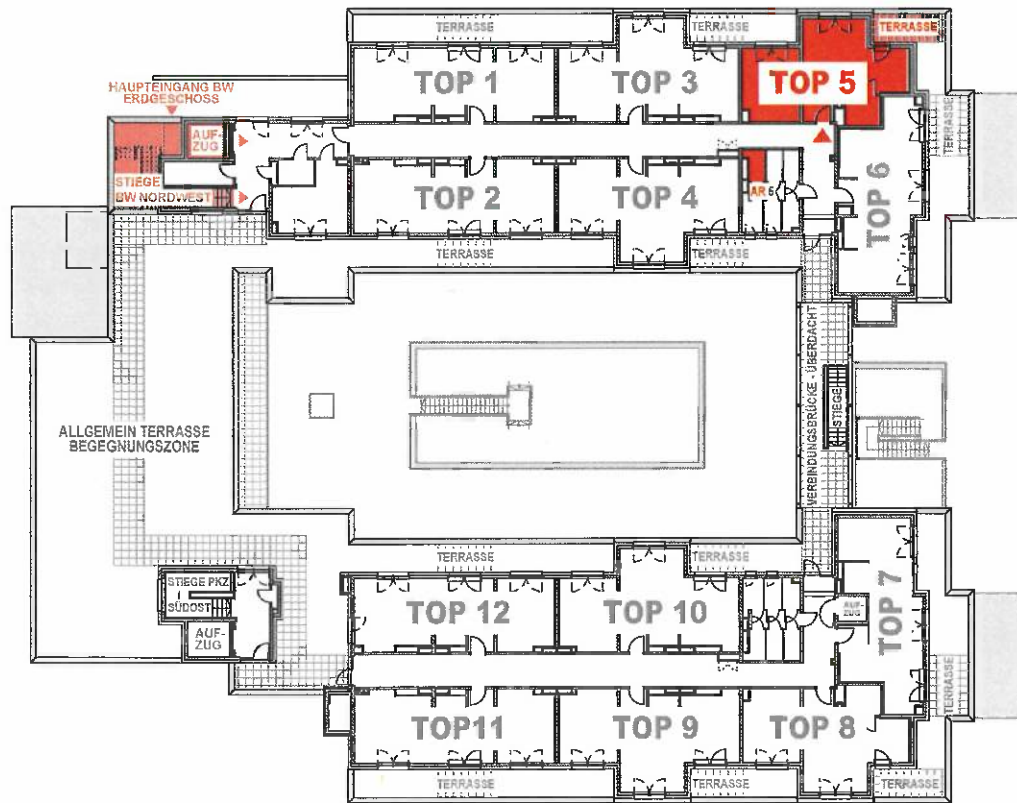 TERRASSE
TERRASSE
TERRASSE
TOP 1
TOP 3
TOP 5
HAUPTEINGANG BW
ERDGESCHOSS
AUF-
ZUG
TERRASSE
STIEGE
BW NORDWEST
TOP 2
TOP 4
AR 5
TOP 6
TERRASSE
TERRASSE
VERBINDUNGSBRÜCKE - ÜBERDACHT
STIEGE
ALLGEMEIN TERRASSE
BEGEGNUNGSZONE
TERRASSE
TERRASSE
STIEGE PKZ
SÜDOST
AUF-
ZUG
TOP 12
TOP 10
AUF-
ZUG
TOP 7
TERRASSE
TOP11
TOP 9
TOP 8
TERRASSE
TERRASSE
TERRASSE